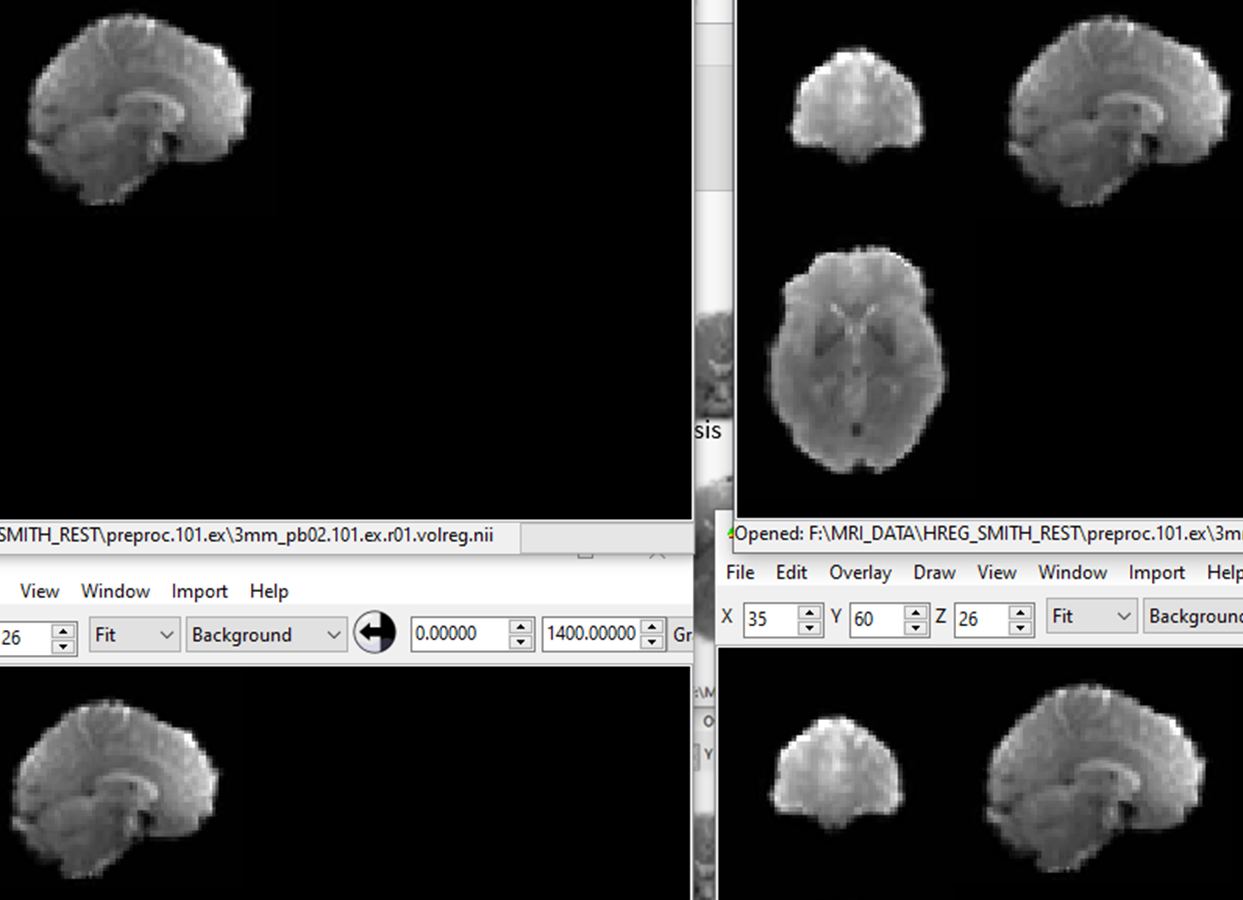 sis
SMITH_REST\preproc.101.ex\3mm_pb02.101.ex.r01.volreg.nii
Opened: F:\MRI_DATA\HREG_SMITH_REST\preproc.101.ex\3m
View Window Import Help
File Edit Overlay Draw View Window Import Help
26 Fit Background 0.00000 1400.00000 Gr
X 35 Y 60 Z 26 Fit Background
:\M
O
Y